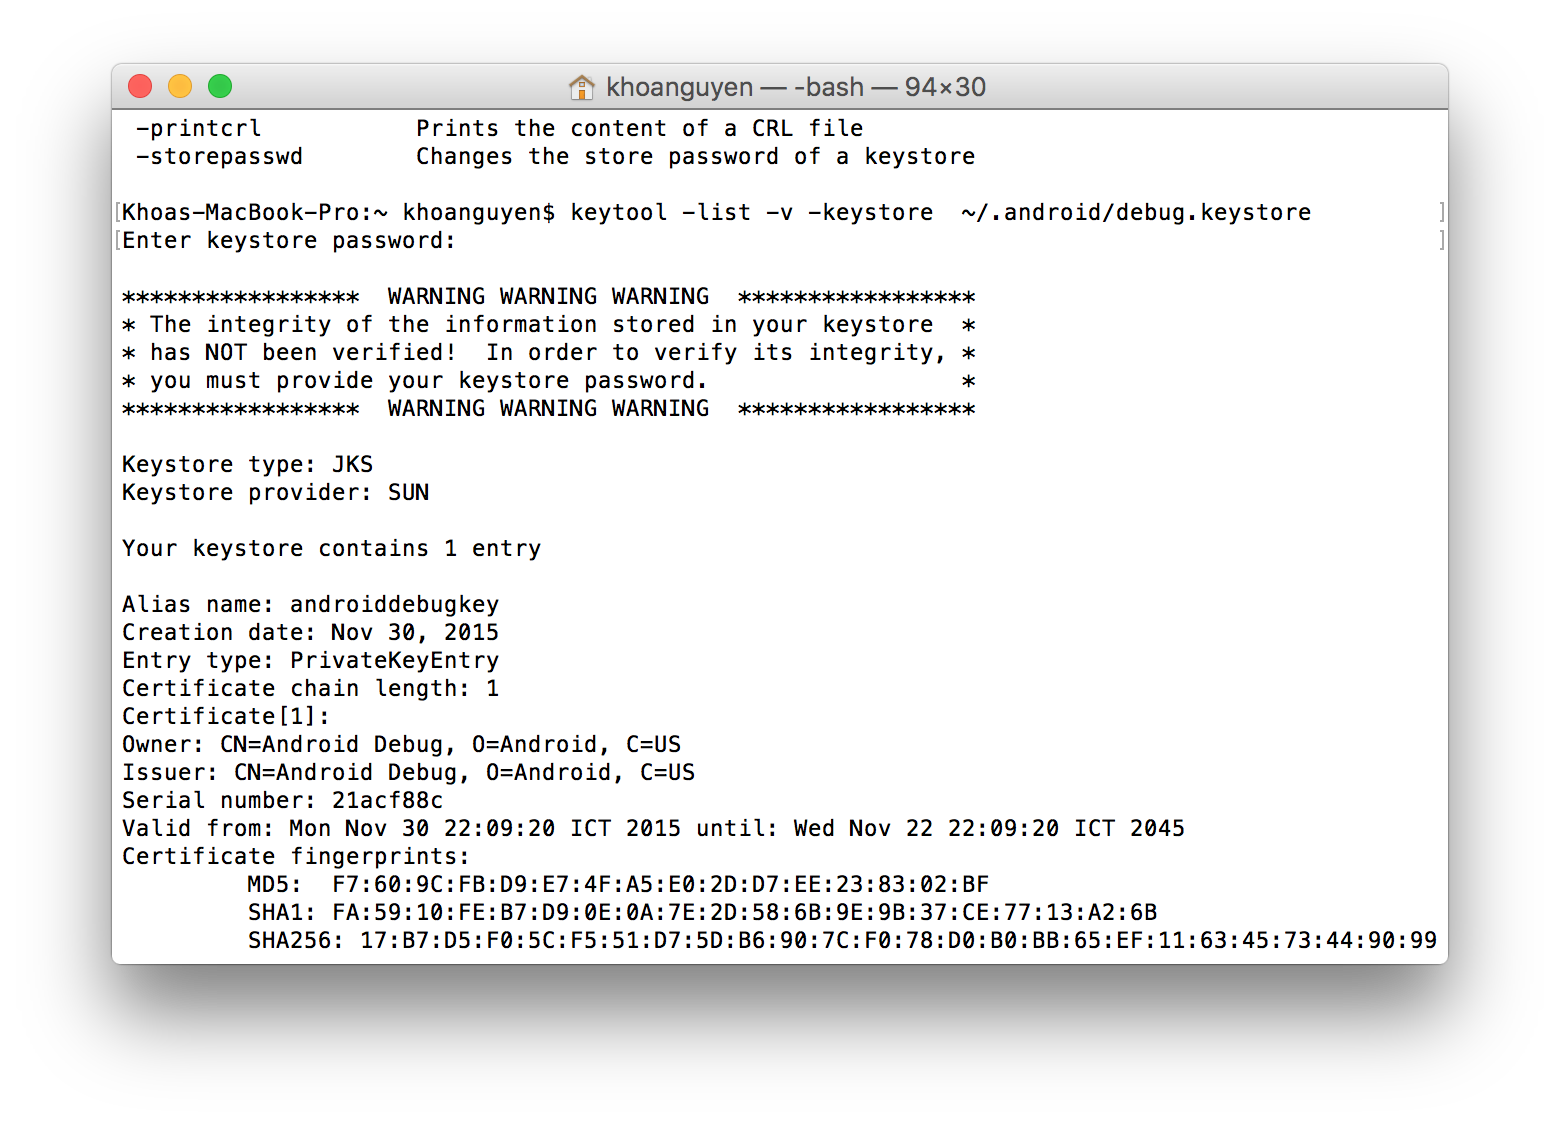 khoanguyen — -bash — 94×30
-printcrl           Prints the content of a CRL file
-storepasswd        Changes the store password of a keystore
[Khoas-MacBook-Pro:~ khoanguyen$ keytool -list -v -keystore  ~/.android/debug.keystore ]
[Enter keystore password: ]
*****************  WARNING WARNING WARNING  *****************
* The integrity of the information stored in your keystore  *
* has NOT been verified!  In order to verify its integrity, *
* you must provide your keystore password.                  *
*****************  WARNING WARNING WARNING  *****************
Keystore type: JKS
Keystore provider: SUN
Your keystore contains 1 entry
Alias name: androiddebugkey
Creation date: Nov 30, 2015
Entry type: PrivateKeyEntry
Certificate chain length: 1
Certificate[1]:
Owner: CN=Android Debug, O=Android, C=US
Issuer: CN=Android Debug, O=Android, C=US
Serial number: 21acf88c
Valid from: Mon Nov 30 22:09:20 ICT 2015 until: Wed Nov 22 22:09:20 ICT 2045
Certificate fingerprints:
MD5:  F7:60:9C:FB:D9:E7:4F:A5:E0:2D:D7:EE:23:83:02:BF
SHA1: FA:59:10:FE:B7:D9:0E:0A:7E:2D:58:6B:9E:9B:37:CE:77:13:A2:6B
SHA256: 17:B7:D5:F0:5C:F5:51:D7:5D:B6:90:7C:F0:78:D0:B0:BB:65:EF:11:63:45:73:44:90:99